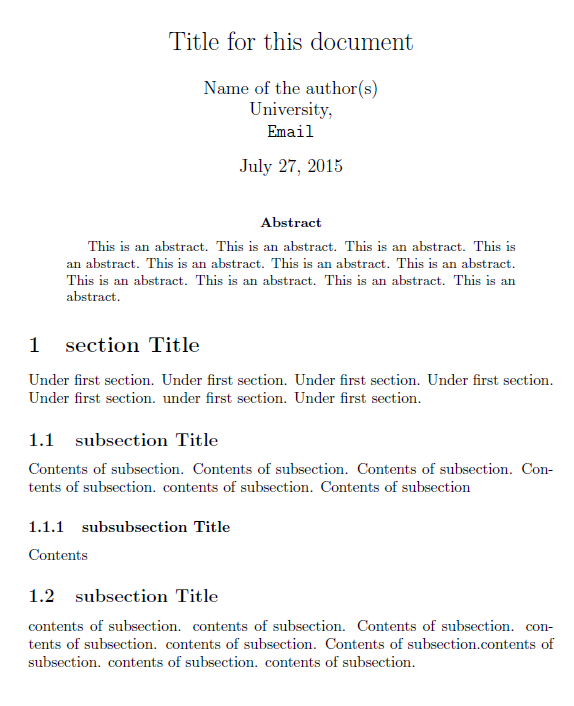 Title for this document
Name of the author(s)
University,
Email
July 27, 2015
Abstract
This is an abstract. This is an abstract. This is an abstract. This is
an abstract. This is an abstract. This is an abstract. This is an abstract.
This is an abstract. This is an abstract. This is an abstract. This is an
abstract.
1 section Title
Under first section. Under first section. Under first section. Under first section.
Under first section. under first section. Under first section.
1.1 subsection Title
Contents of subsection. Contents of subsection. Contents of subsection. Con-
tents of subsection. contents of subsection. Contents of subsection
1.1.1 subsubsection Title
Contents
1.2 subsection Title
contents of subsection. contents of subsection. Contents of subsection. con-
tents of subsection. contents of subsection. Contents of subsection.contents of
subsection. contents of subsection. contents of subsection.